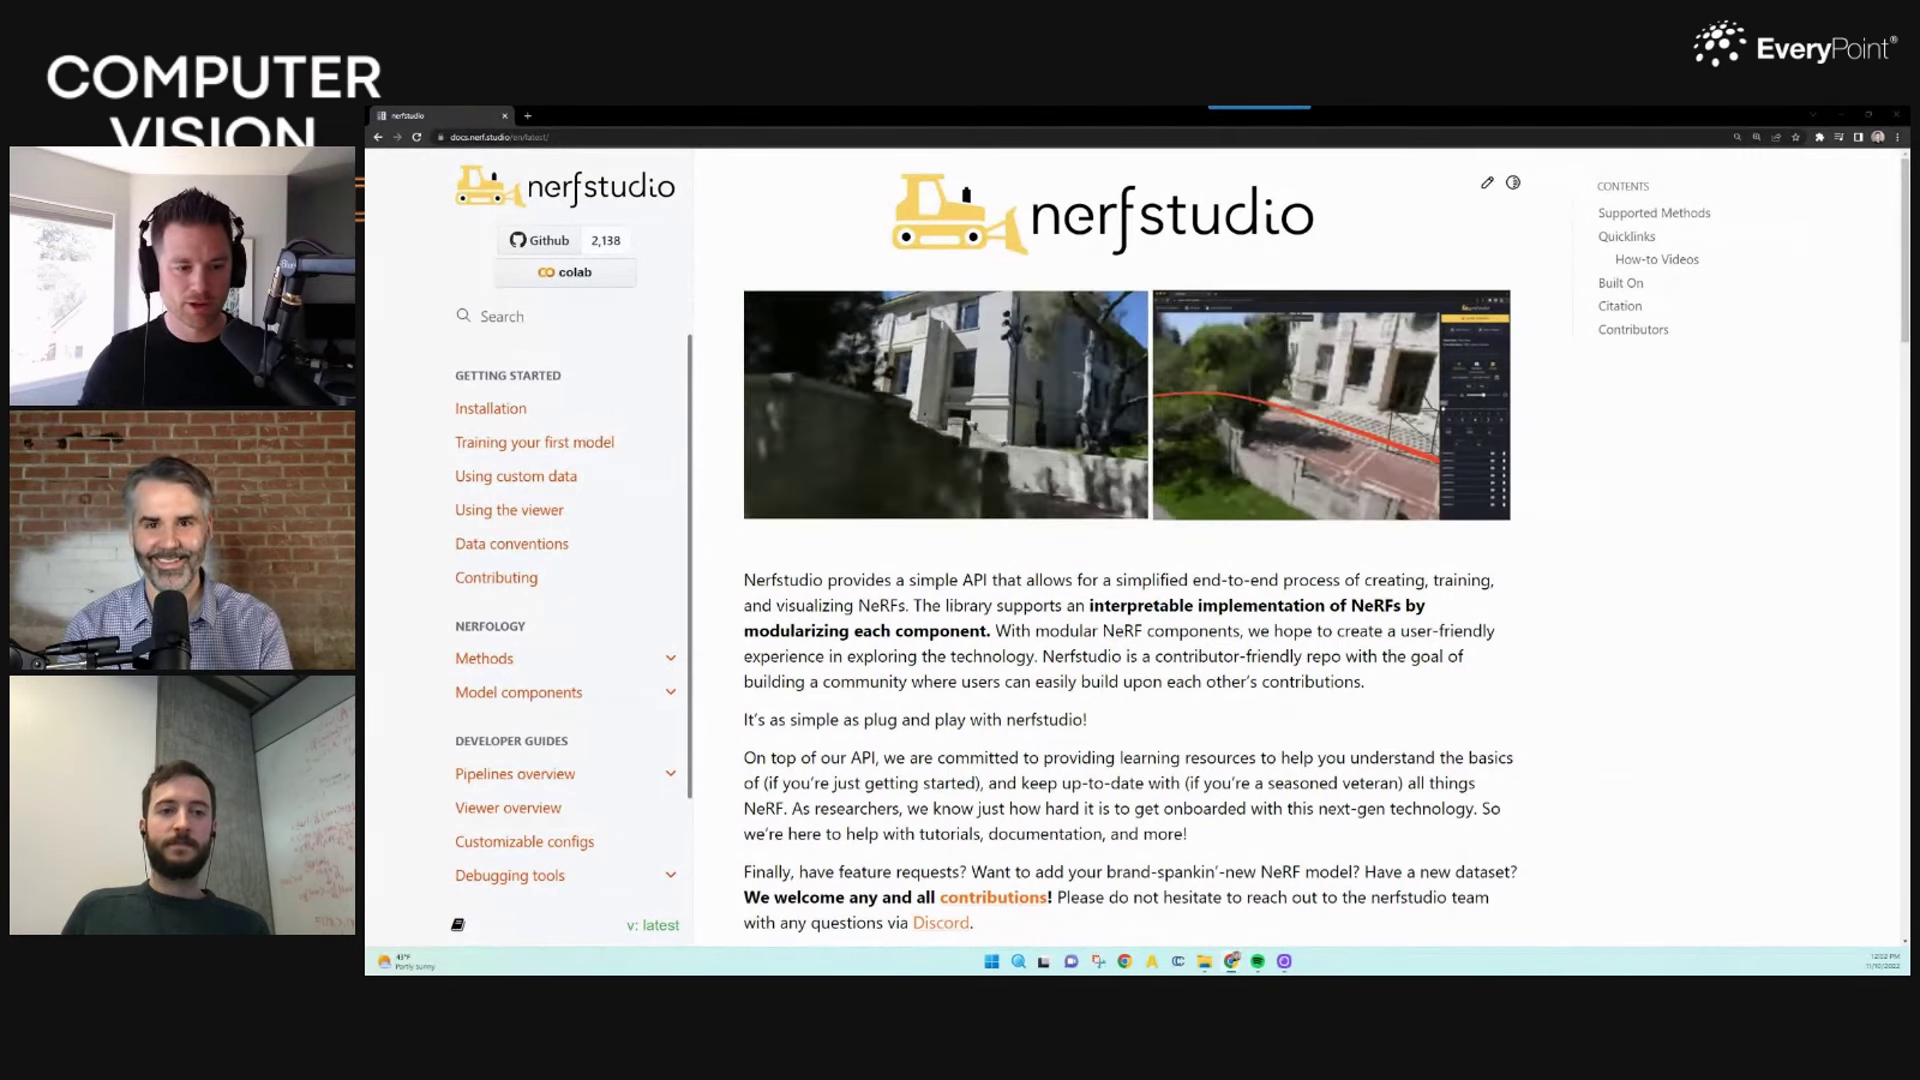 COMPUTER
VISION
EveryPoint®
nerfstudio
docs.nerf.studio/en/latest/
nerfstudio
Github 2,138
colab
Search
GETTING STARTED
Installation
Training your first model
Using custom data
Using the viewer
Data conventions
Contributing
NERFOLOGY
Methods
Model components
DEVELOPER GUIDES
Pipelines overview
Viewer overview
Customizable configs
Debugging tools
v: latest
nerfstudio
Nerfstudio provides a simple API that allows for a simplified end-to-end process of creating, training,
and visualizing NeRFs. The library supports an interpretable implementation of NeRFs by
modularizing each component. With modular NeRF components, we hope to create a user-friendly
experience in exploring the technology. Nerfstudio is a contributor-friendly repo with the goal of
building a community where users can easily build upon each other's contributions.
It's as simple as plug and play with nerfstudio!
On top of our API, we are committed to providing learning resources to help you understand the basics
of (if you're just getting started), and keep up-to-date with (if you're a seasoned veteran) all things
NeRF. As researchers, we know just how hard it is to get onboarded with this next-gen technology. So
we're here to help with tutorials, documentation, and more!
Finally, have feature requests? Want to add your brand-spankin'-new NeRF model? Have a new dataset?
We welcome any and all contributions! Please do not hesitate to reach out to the nerfstudio team
with any questions via Discord.
CONTENTS
Supported Methods
Quicklinks
How-to Videos
Built On
Citation
Contributors
43°F
Partly sunny
12:02 PM
11/10/2022